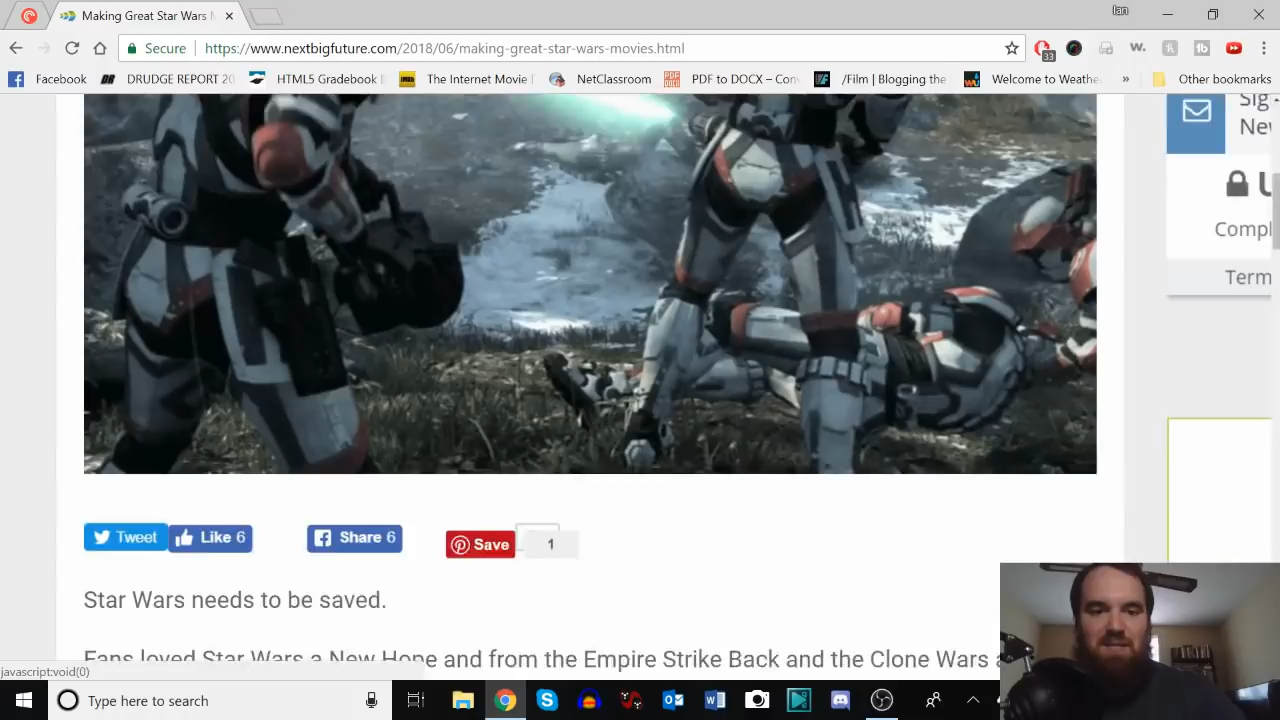 Making Great Star Wars
Ian
Secure
https://www.nextbigfuture.com/2018/06/making-great-star-wars-movies.html
33
Facebook
DRUDGE REPORT 20
HTML5 Gradebook
The Internet Movie
NetClassroom
PDF to DOCX – Con
/Film | Blogging the
Welcome to Weathe
»
Other bookmarks
Sig
Ne
Compl
Term
Tweet
Like 6
Share 6
Save
1
Star Wars needs to be saved.
Fans loved Star Wars a New Hope and from the Empire Strike Back and the Clone Wars
javascript:void(0)
Type here to search